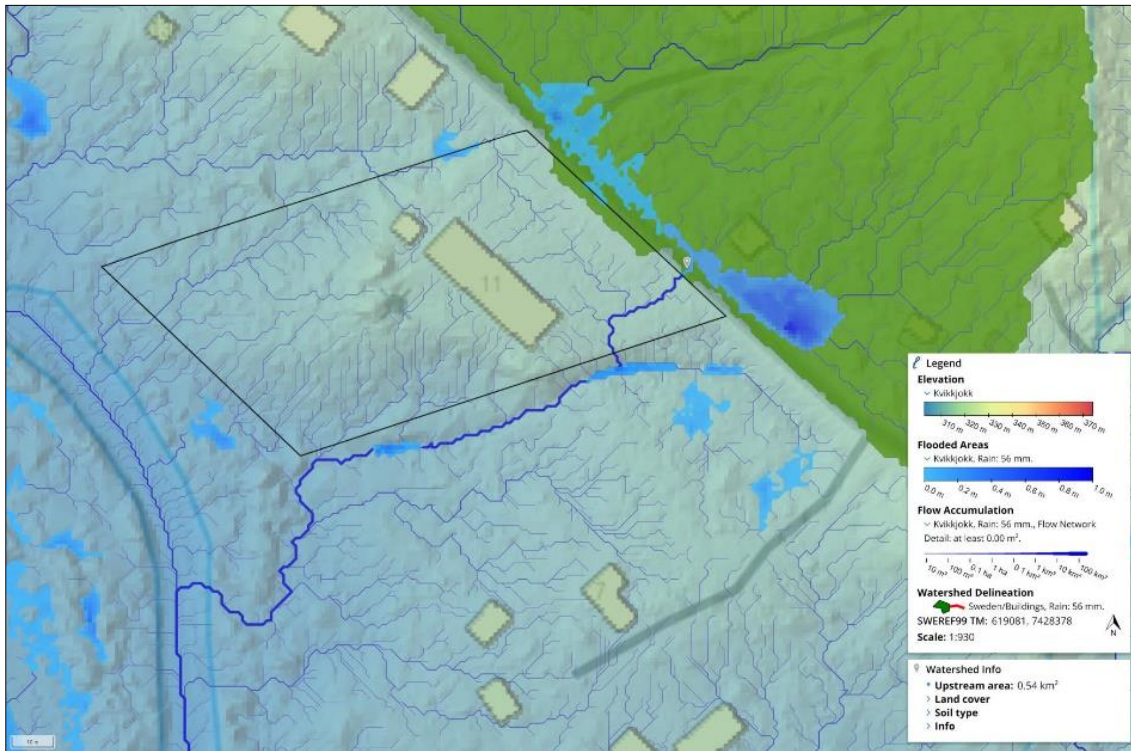 11
7
Legend
Elevation
Kvikkjokk
310 m 320 m 330 m 340 m 350 m 360 m 370 m
Flooded Areas
Kvikkjokk, Rain: 56 mm.
0.0 m 0.2 m 0.4 m 0.6 m 0.8 m 1.0 m
Flow Accumulation
Kvikkjokk, Rain: 56 mm., Flow Network
Detail: at least 0.00 m².
10 m² 100 m² 0.1 ha 1 ha 0.1 km² 1 km² 10 km² 100 km²
Watershed Delineation
Sweden/Buildings, Rain: 56 mm.
SWEREF99 TM: 619081, 7428378
Scale: 1:930
N
Watershed Info
Upstream area: 0,54 km²
Land cover
Soil type
Info
10 m